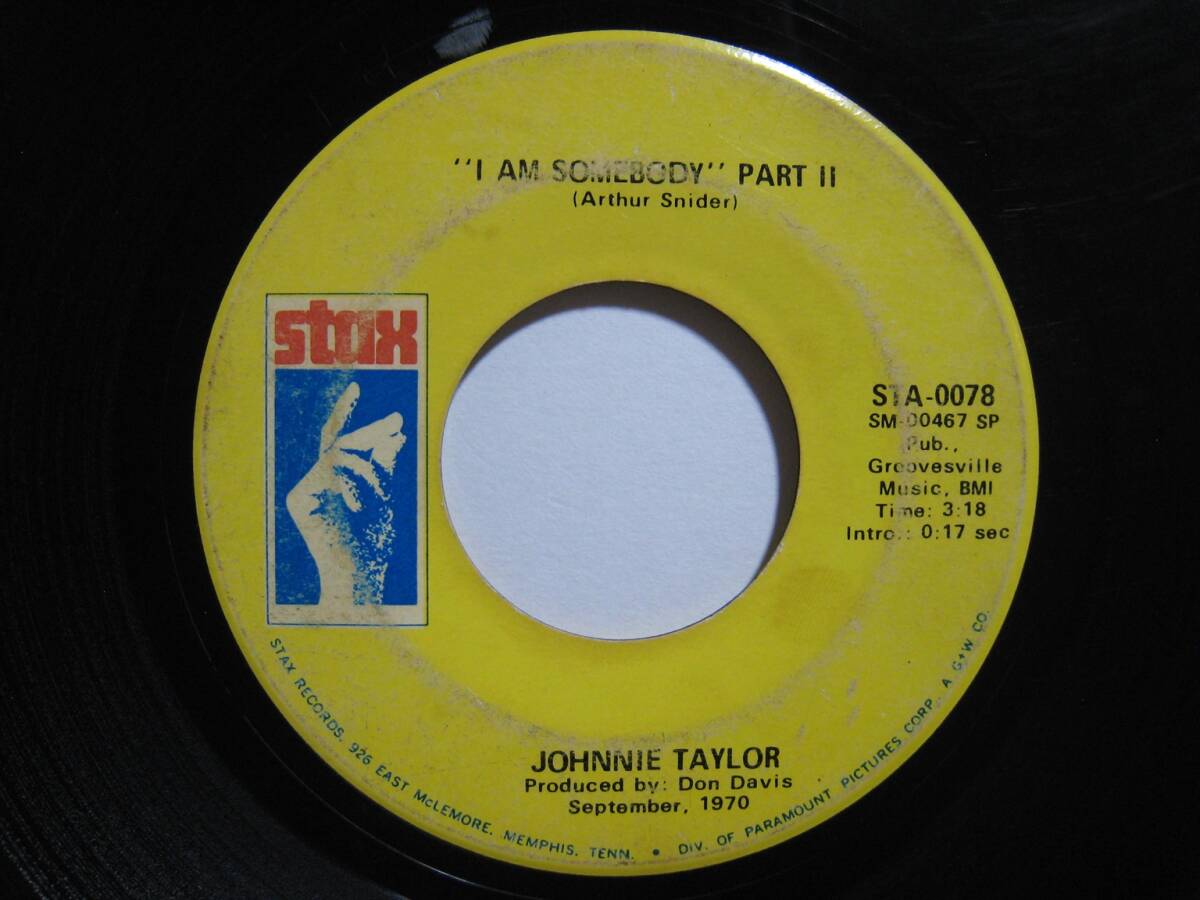 "I AM SOMEBODY" PART II
(Arthur Snider)
stax
STA-0078
SM-00467 SP
Pub.,
Groovesville
Music, BMI
Time: 3:18
Intro.: 0:17 sec
JOHNNIE TAYLOR
Produced by: Don Davis
September, 1970
STAX RECORDS, 926 EAST McLEMORE, MEMPHIS, TENN. • DIV. OF PARAMOUNT PICTURES CORP. A G+W CO.